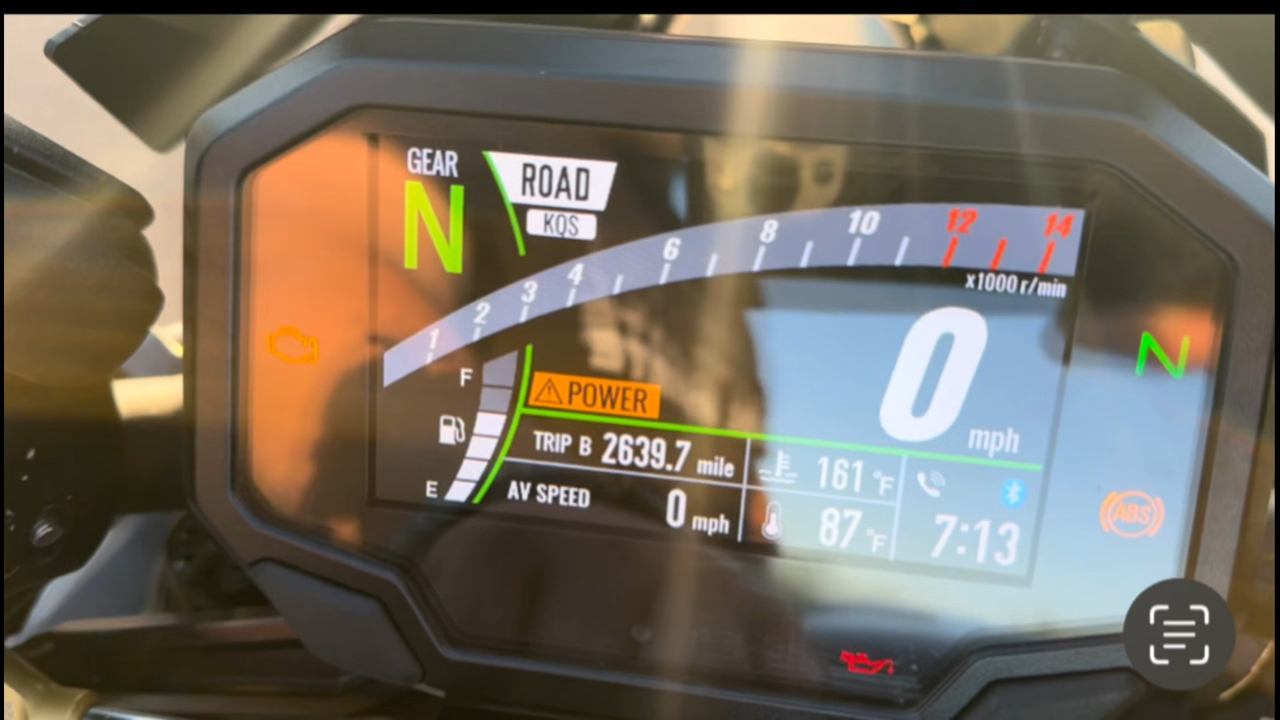 GEAR
N
ROAD
KQS
1 2 3 4 6 8 10 12 14
x1000 r/min
F
E
POWER
0 mph
N
TRIP B 2639.7 mile
AV SPEED 0 mph
161 °F
87 °F
7:13
ABS